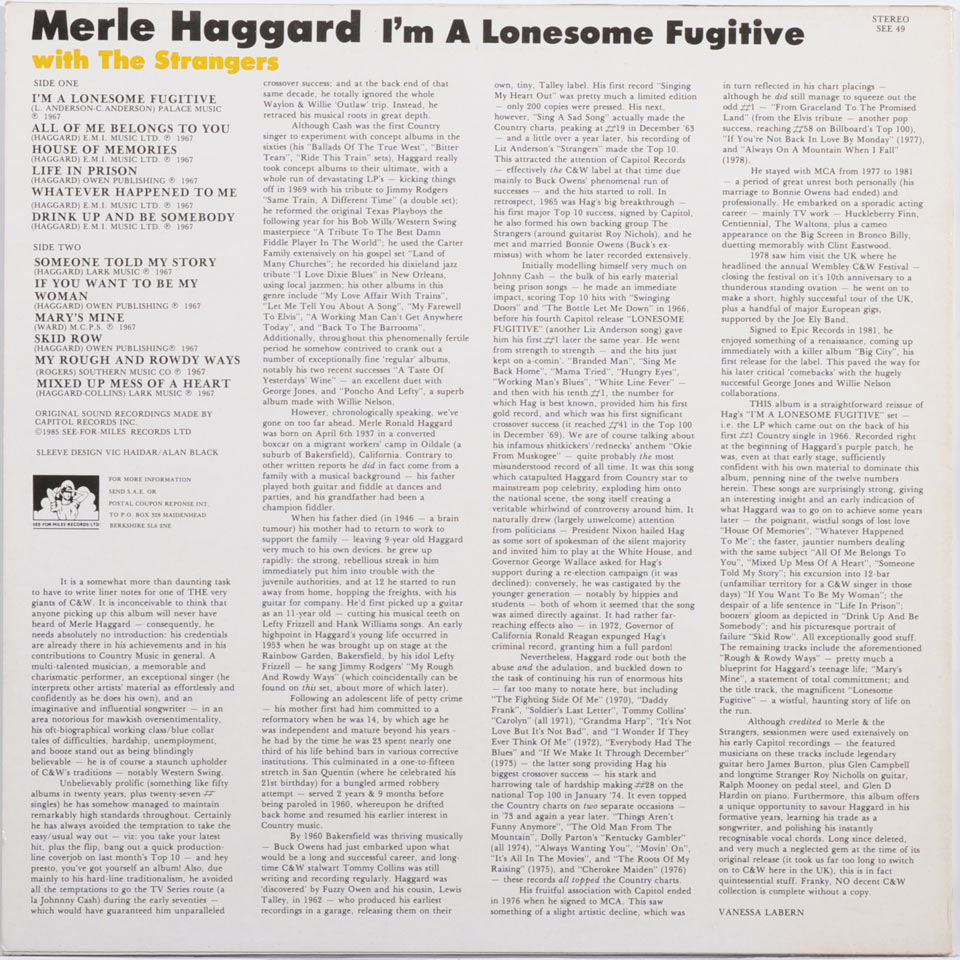 Merle Haggard I'm A Lonesome Fugitive
with The Strangers
STEREO
SEE 49
SIDE ONE
I'M A LONESOME FUGITIVE
(L. ANDERSON-C.ANDERSON) PALACE MUSIC
℗ 1967
ALL OF ME BELONGS TO YOU
(HAGGARD) E.M.I. MUSIC LTD. ℗ 1967
HOUSE OF MEMORIES
(HAGGARD) E.M.I. MUSIC LTD. ℗ 1967
LIFE IN PRISON
(HAGGARD) OWEN PUBLISHING ℗ 1967
WHATEVER HAPPENED TO ME
(HAGGARD) E.M.I. MUSIC LTD. ℗ 1967
DRINK UP AND BE SOMEBODY
(HAGGARD) E.M.I. MUSIC LTD. ℗ 1967
SIDE TWO
SOMEONE TOLD MY STORY
(HAGGARD) LARK MUSIC ℗ 1967
IF YOU WANT TO BE MY
WOMAN
(HAGGARD) OWEN PUBLISHING ℗ 1967
MARY'S MINE
(WARD) M.C.P.S. ℗ 1967
SKID ROW
(HAGGARD) OWEN PUBLISHING℗ 1967
MY ROUGH AND ROWDY WAYS
(ROGERS) SOUTHERN MUSIC CO ℗ 1967
MIXED UP MESS OF A HEART
(HAGGARD-COLLINS) LARK MUSIC ℗ 1967
ORIGINAL SOUND RECORDINGS MADE BY
CAPITOL RECORDS INC.
©1985 SEE-FOR-MILES RECORDS LTD
SLEEVE DESIGN VIC HAIDAR/ALAN BLACK
SEE FOR MILES RECORDS LTD
FOR MORE INFORMATION
SEND S.A.E. OR
POSTAL COUPON REPONSE INT.
TO P.O. BOX 328 MAIDENHEAD
BERKSHIRE SL6 2NE
It is a somewhat more than daunting task
to have to write liner notes for one of THE very
giants of C&W. It is inconceivable to think that
anyone picking up this album will never have
heard of Merle Haggard — consequently, he
needs absolutely no introduction: his credentials
are already there in his achievements and in his
contributions to Country Music in general. A
multi-talented musician, a memorable and
charismatic performer, an exceptional singer (he
interpres other artists' material as effortlessly and
confidently as he does his own), and an
imaginative and influential songwriter — in an
area notorious for mawkish oversentimentality,
his oft-biographical working class/blue collar
tales of difficulties, hardship, unemployment,
and booze stand out as being blindingly
believable — he is of course a staunch upholder
of C&W's traditions — notably Western Swing.
Unbelievably prolific (something like fifty
albums in twenty years, plus twenty-seven #1
singles) he has somehow managed to maintain
remarkably high standards throughout. Certainly
he has always avoided the temptation to take the
easy/usual way out — viz: you take your latest
hit, plus the flip, bang out a quick production-
line coverjob on last month's Top 10 — and hey
presto, you've got yourself an album! Also, due
mainly to his hard-line traditionalism, he avoided
all the temptations to go the TV Series route (a
la Johnny Cash) during the early seventies —
which would have guaranteed him unparalleled
crossover success; and at the back end of that
same decade, he totally ignored the whole
Waylon & Willie 'Outlaw' trip. Instead, he
retraced his musical roots in great depth.
Although Cash was the first Country
singer to experiment with concept albums in the
sixties (his "Ballads Of The True West", "Bitter
Tears", "Ride This Train" sets), Haggard really
took concept albums to their ultimate, with a
whole run of devastating LP's — kicking things
off in 1969 with his tribute to Jimmy Rodgers
"Same Train, A Different Time" (a double set);
he reformed the original Texas Playboys the
following year for his Bob Wills/Western Swing
masterpiece "A Tribute To The Best Damn
Fiddle Player In The World"; he used the Carter
Family extensively on his gospel set "Land of
Many Churches"; he recorded his dixieland jazz
tribute "I Love Dixie Blues" in New Orleans,
using local jazzmen; his other albums in this
genre include "My Love Affair With Trains",
"Let Me Tell You About A Song", "My Farewell
To Elvis", "A Working Man Can't Get Anywhere
Today", and "Back To The Barrooms".
Additionally, throughout this phenomenally fertile
period he somehow contrived to crank out a
number of exceptionally fine 'regular' albums,
notably his two recent successes "A Taste Of
Yesterdays' Wine" — an excellent duet with
George Jones, and "Poncho And Lefty", a superb
album made with Willie Nelson.
However, chronologically speaking, we've
gone on too far ahead. Merle Ronald Haggard
was born on April 6th 1937 in a converted
boxcar on a migrant workers' camp in Oildale (a
suburb of Bakersfield), California. Contrary to
other written reports he did in fact come from a
family with a musical background — his father
played both guitar and fiddle at dances and
parties, and his grandfather had been a
champion fiddler.
When his father died (in 1946 — a brain
tumour) his mother had to return to work to
support the family — leaving 9-year old Haggard
very much to his own devices. he grew up
rapidly: the strong, rebellious streak in him
immediately put him into trouble with the
juvenile authorities, and at 12 he started to run
away from home, hopping the freights, with his
guitar for company. He'd first picked up a guitar
as an 11-year old — cutting his musical teeth on
Lefty Frizzell and Hank Williams songs. An early
highpoint in Haggard's young life occurred in
1953 when he was brought up on stage at the
Rainbow Garden, Bakersfield, by his idol Lefty
Frizzell — he sang Jimmy Rodgers' "My Rough
And Rowdy Ways" (which coincidentally can be
found on this set, about more of which later).
Following an adolescent life of petty crime
— his mother first had him committed to a
reformatory when he was 14, by which age he
was independent and mature beyond his years -
he had by the time he was 23 spent nearly one
third of his life behind bars in various corrective
institutions. This culminated in a one-to-fifteen
stretch in San Quentin (where he celebrated his
21st birthday) for a bungled armed robbery
attempt — served 2 years & 9 months before
being paroled in 1960, whereupon he drifted
back home and resumed his earlier interest in
Country music.
By 1960 Bakersfield was thriving musically
— Buck Owens had just embarked upon what
would be a long and successful career, and long-
time C&W stalwart Tommy Collins was still
writing and recording regularly. Haggard was
'discovered' by Fuzzy Owen and his cousin, Lewis
Talley, in 1962 — who produced his earliest
recordings in a garage, releasing them on their
own, tiny, Talley label. His first record "Singing
My Heart Out" was pretty much a limited edition
— only 200 copies were pressed. His next,
however, "Sing A Sad Song" actually made the
Country charts, peaking at #19 in December '63
— and a little over a year later, his recording of
Liz Anderson's "Strangers" made the Top 10.
This attracted the attention of Capitol Records
— effectively the C&W label at that time due
mainly to Buck Owens' phenomenal run of
successes — and the hits started to roll. In
retrospect, 1965 was Hag's big breakthrough —
his first major Top 10 success, signed by Capitol,
he also formed his own backing group The
Strangers (around guitarist Roy Nichols), and he
met and married Bonnie Owens (Buck's ex-
missus) with whom he later recorded extensively.
Initially modelling himself very much on
Johnny Cash — the bulk of his early material
being prison songs — he made an immediate
impact, scoring Top 10 hits with "Swinging
Doors" and "The Bottle Let Me Down" in 1966,
before his fourth Capitol release "LONESOME
FUGITIVE" (another Liz Anderson song) gave
him his first #1 later the same year. He went
from strength to strength — and the hits just
kept on a-comin'. "Branded Man", "Sing Me
Back Home", "Mama Tried", "Hungry Eyes",
"Working Man's Blues", "White Line Fever" —
and then with his tenth #1, the number for
which Hag is best known, provided him his first
gold record, and which was his first significant
crossover success (it reached #41 in the Top 100
in December '69). We are of course talking about
his infamous shitkickers'/rednecks' anthem "Okie
From Muskogee" — quite probably the most
misunderstood record of all time. It was this song
which catapulted Haggard from Country star to
mainstream pop celebrity, exploding him onto
the national scene, the song itself creating a
veritable whirlwind of controversy around him. It
naturally drew (largely unwelcome) attention
from politicians — President Nixon hailed Hag
as some sort of spokesman of the silent majority
and invited him to play at the White House, and
Governor George Wallace asked for Hag's
support during a re-election campaign (it was
declined): conversely, he was castigated by the
younger generation — notably by hippies and
students — both of whom it seemed that the song
was aimed directly against. It had rather far-
reaching effects also — in 1972, Governor of
California Ronald Reagan expunged Hag's
criminal record, granting him a full pardon!
Nevertheless, Haggard rode out both the
abuse and the adulation, and buckled down to
the task of continuing his run of enormous hits
— far too many to notate here, but including
"The Fighting Side Of Me" (1970), "Daddy
Frank", "Soldier's Last Letter", Tommy Collins'
"Carolyn" (all 1971), "Grandma Harp", "It's Not
Love But It's Not Bad", and "I Wonder If They
Ever Think Of Me" (1972), "Everybody Had The
Blues" and "If We Make It Through December"
(1973) — the latter song providing Hag his
biggest crossover success — his stark and
harrowing tale of hardship making #28 on the
national Top 100 in January '74. It even topped
the Country charts on two separate occasions —
in '73 and again a year later. "Things Aren't
Funny Anymore", "The Old Man From The
Mountain", Dolly Parton's "Kentucky Gambler"
(all 1974), "Always Wanting You", "Movin' On",
"It's All In The Movies", and "The Roots Of My
Raising" (1975), and "Cherokee Maiden" (1976)
— these records all topped the Country charts.
His fruitful association with Capitol ended
in 1976 when he signed to MCA. This saw
something of a slight artistic decline, which was
in turn reflected in his chart placings —
although he did still manage to squeeze out the
odd #1 — "From Graceland To The Promised
Land" (from the Elvis tribute — another pop
success, reaching #58 on Billboard's Top 100),
"If You're Not Back In Love By Monday" (1977),
and "Always On A Mountain When I Fall"
(1978).
He stayed with MCA from 1977 to 1981
— a period of great unrest both personally (his
marriage to Bonnie Owens had ended) and
professionally. He embarked on a sporadic acting
career — mainly TV work — Huckleberry Finn,
Centiennial, The Waltons, plus a cameo
appearance on the Big Screen in Bronco Billy,
duetting memorably with Clint Eastwood.
1978 saw him visit the UK where he
headlined the annual Wembley C&W Festival —
closing the festival on it's 10th anniversary to a
thunderous standing ovation — he went on to
make a short, highly successful tour of the UK,
plus a handful of major European gigs,
supported by the Joe Ely Band.
Signed to Epic Records in 1981, he
enjoyed something of a renaissance, coming up
immediately with a killer album "Big City", his
first release for the label. This paved the way for
his later critical 'comebacks' with the hugely
successful George Jones and Willie Nelson
collaborations.
THIS album is a straightforward reissue of
Hag's "I'M A LONESOME FUGITIVE" set —
i.e. the LP which came out on the back of his
first #1 Country single in 1966. Recorded right
at the beginning of Haggard's purple patch, he
was, even at that early stage, sufficiently
confident with his own material to dominate this
album, penning nine of the twelve numbers
herein. These songs are surprisingly strong, giving
an interesting insight and an early indication of
what Haggard was to go on to achieve some years
later — the poignant, wistful songs of lost love
"House Of Memories", "Whatever Happened
To Me"; the faster, jauntier numbers dealing
with the same subject "All Of Me Belongs To
You", "Mixed Up Mess Of A Heart", "Someone
Told My Story"; his excursion into 12-bar
(unfamiliar territory for a C&W singer in those
days) "If You Want To Be My Woman"; the
despair of a life sentence in "Life In Prison";
boozers' gloom as depicted in "Drink Up And Be
Somebody"; and his picturesque portrait of
failure "Skid Row". All exceptionally good stuff.
The remaining tracks include the aforementioned
"Rough & Rowdy Ways" — pretty much a
blueprint for Haggard's teenage life; "Mary's
Mine", a statement of total commitment; and
the title track, the magnificent "Lonesome
Fugitive" — a wistful, haunting story of life on
the run.
Although credited to Merle & the
Strangers, sessionmen were used extensively on
his early Capitol recordings — the featured
musicians on these tracks include legendary
guitar hero James Burton, plus Glen Campbell
and longtime Stranger Roy Nicholls on guitar,
Ralph Mooney on pedal steel, and Glen D
Hardin on piano. Furthermore, this album offers
a unique opportunity to savour Haggard in his
formative years, learning his trade as a
songwriter, and polishing his instantly
recognisable vocal chords. Long since deleted,
and very much a neglected gem at the time of its
original release (it took us far too long to switch
on to C&W here in the UK), this is in fact
quintessential stuff. Franky, NO decent C&W
collection is complete without a copy.
VANESSA LABERN